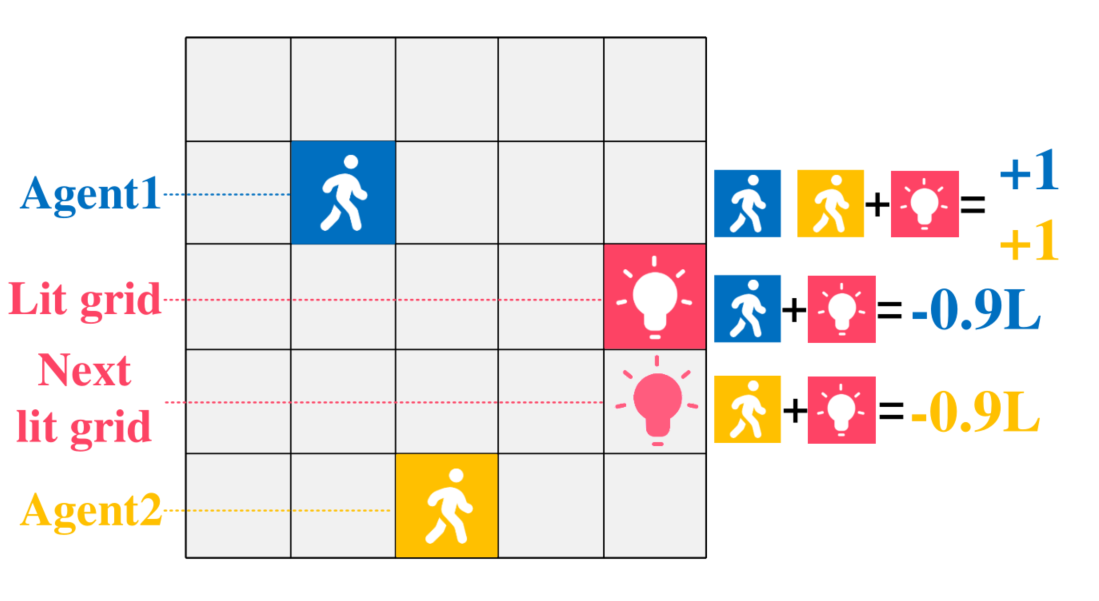 Agent1
Lit grid
Next
lit grid
Agent2
+ = +1
+1
+ = -0.9L
+ = -0.9L